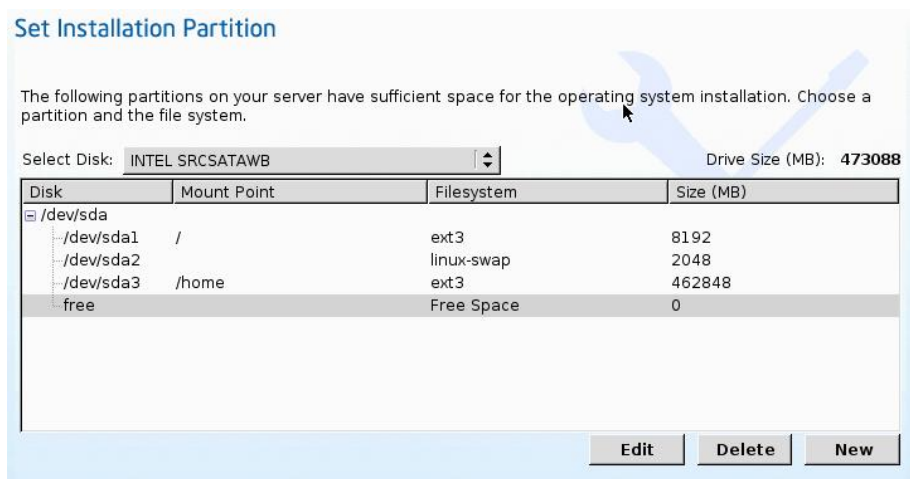 Set Installation Partition
The following partitions on your server have sufficient space for the operating system installation. Choose a
partition and the file system.
Select Disk: INTEL SRCSATAWB Drive Size (MB): 473088
Disk Mount Point Filesystem Size (MB)
/dev/sda
/dev/sda1 / ext3 8192
/dev/sda2 linux-swap 2048
/dev/sda3 /home ext3 462848
free Free Space 0
Edit Delete New